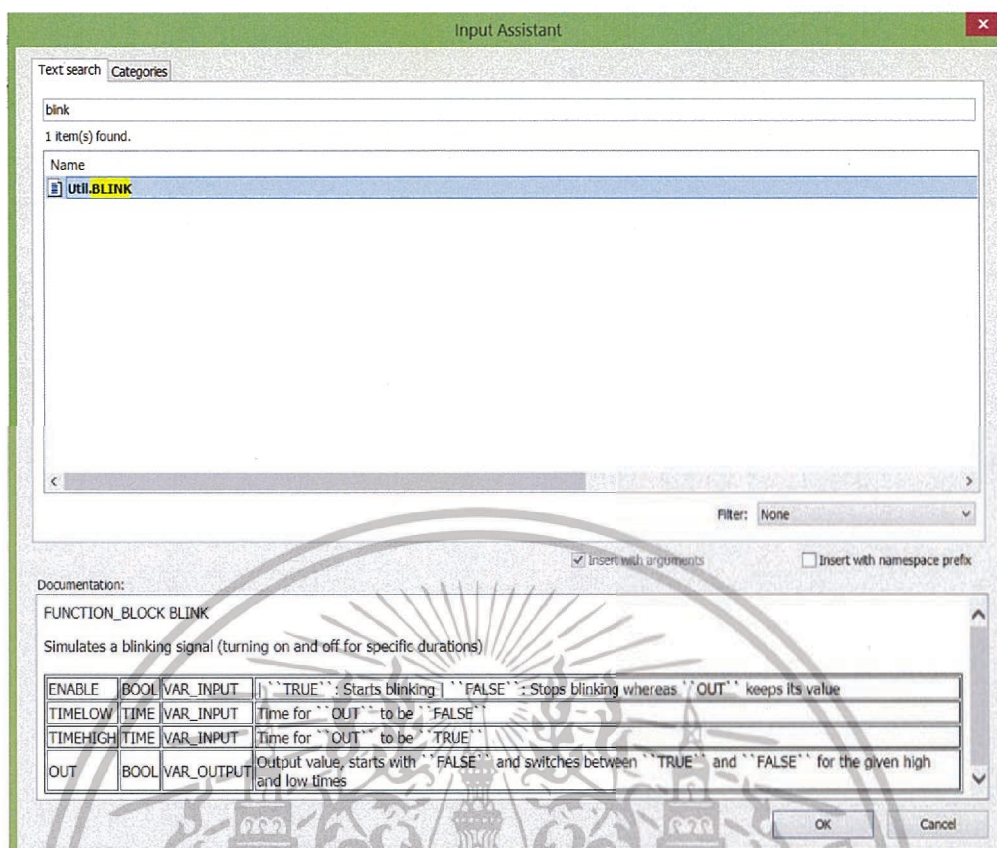 Input Assistant
Text search Categories
blink
1 item(s) found.
Name
Util.BLINK
Filter: None
Insert with arguments Insert with namespace prefix
Documentation:
FUNCTION_BLOCK BLINK
Simulates a blinking signal (turning on and off for specific durations)
ENABLE BOOL VAR_INPUT | ``TRUE``: Starts blinking | ``FALSE``: Stops blinking whereas ``OUT`` keeps its value
TIMELOW TIME VAR_INPUT Time for ``OUT`` to be ``FALSE``
TIMEHIGH TIME VAR_INPUT Time for ``OUT`` to be ``TRUE``
OUT BOOL VAR_OUTPUT Output value, starts with ``FALSE`` and switches between ``TRUE`` and ``FALSE`` for the given high
and low times
OK Cancel